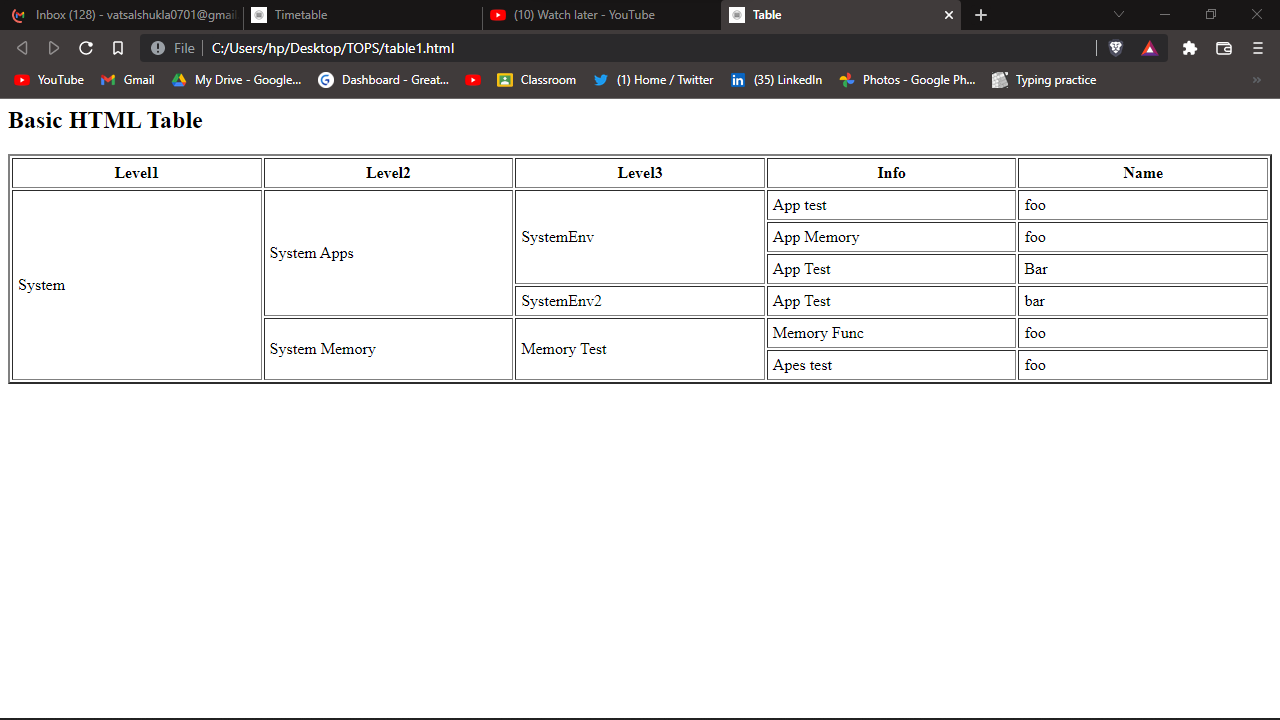 Inbox (128) - vatsalshukla0701@gmail
Timetable
(10) Watch later - YouTube
Table
File
C:/Users/hp/Desktop/TOPS/table1.html
YouTube
Gmail
My Drive - Google...
Dashboard - Great...
Classroom
(1) Home / Twitter
(35) LinkedIn
Photos - Google Ph...
Typing practice
Basic HTML Table
Level1 Level2 Level3 Info Name
System System Apps SystemEnv App test foo
App Memory foo
App Test Bar
SystemEnv2 App Test bar
System Memory Memory Test Memory Func foo
Apes test foo